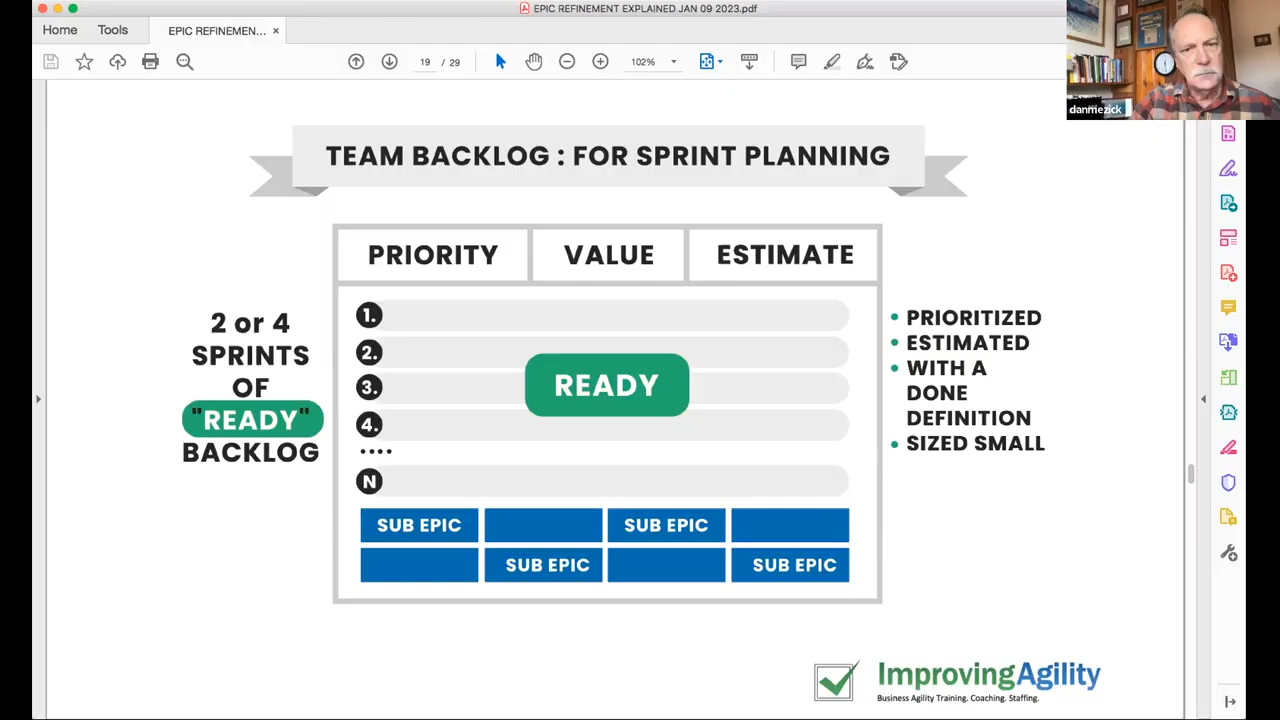 EPIC REFINEMENT EXPLAINED JAN 09 2023.pdf
Home
Tools
EPIC REFINEMEN... ×
19 / 29
102%
danmezick
TEAM BACKLOG : FOR SPRINT PLANNING
PRIORITY
VALUE
ESTIMATE
2 or 4
SPRINTS
OF
"READY"
BACKLOG
1.
2.
3.
4.
....
N
READY
SUB EPIC
SUB EPIC
SUB EPIC
SUB EPIC
• PRIORITIZED
• ESTIMATED
• WITH A
DONE
DEFINITION
• SIZED SMALL
ImprovingAgility
Business Agility Training. Coaching. Staffing.